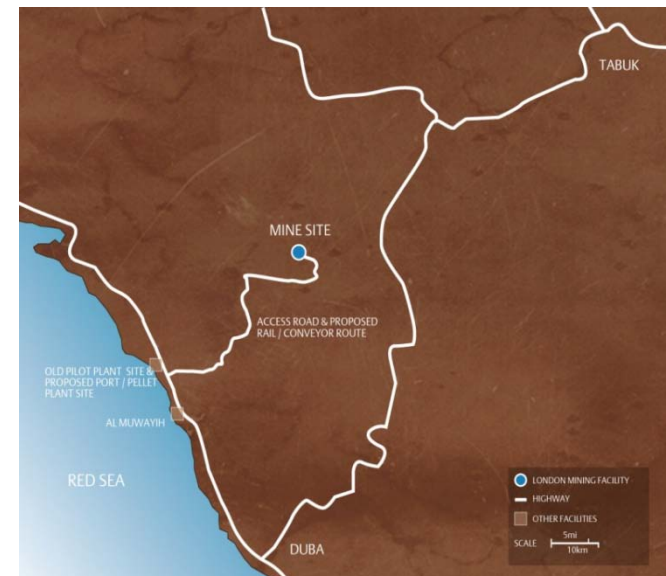 TABUK
MINE SITE
ACCESS ROAD & PROPOSED
RAIL / CONVEYOR ROUTE
OLD PILOT PLANT SITE &
PROPOSED PORT / PELLET
PLANT SITE
AL MUWAYIH
RED SEA
DUBA
LONDON MINING FACILITY
HIGHWAY
OTHER FACILITIES
SCALE
5mi
10km